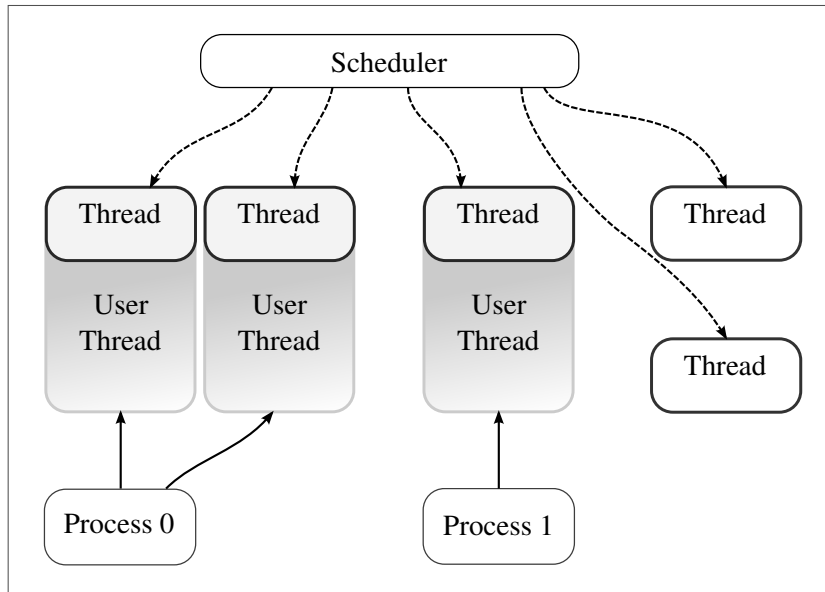 Scheduler
Thread
Thread
Thread
Thread
User
Thread
User
Thread
User
Thread
Thread
Process 0
Process 1